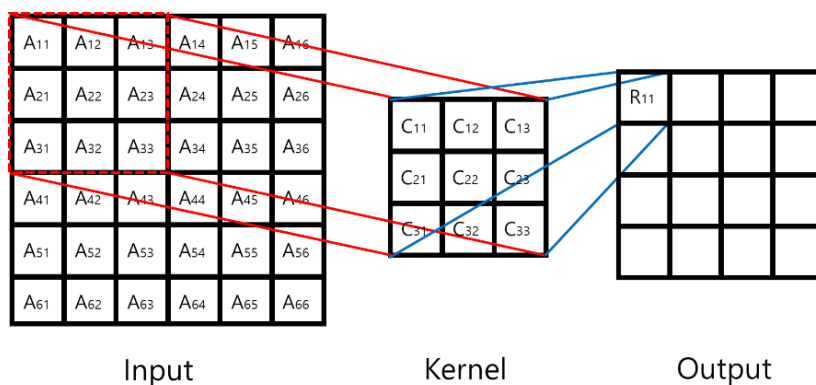 A11 A12 A13 A14 A15 A16
A21 A22 A23 A24 A25 A26
A31 A32 A33 A34 A35 A36
A41 A42 A43 A44 A45 A46
A51 A52 A53 A54 A55 A56
A61 A62 A63 A64 A65 A66
C11 C12 C13
C21 C22 C23
C31 C32 C33
R11
Input Kernel Output